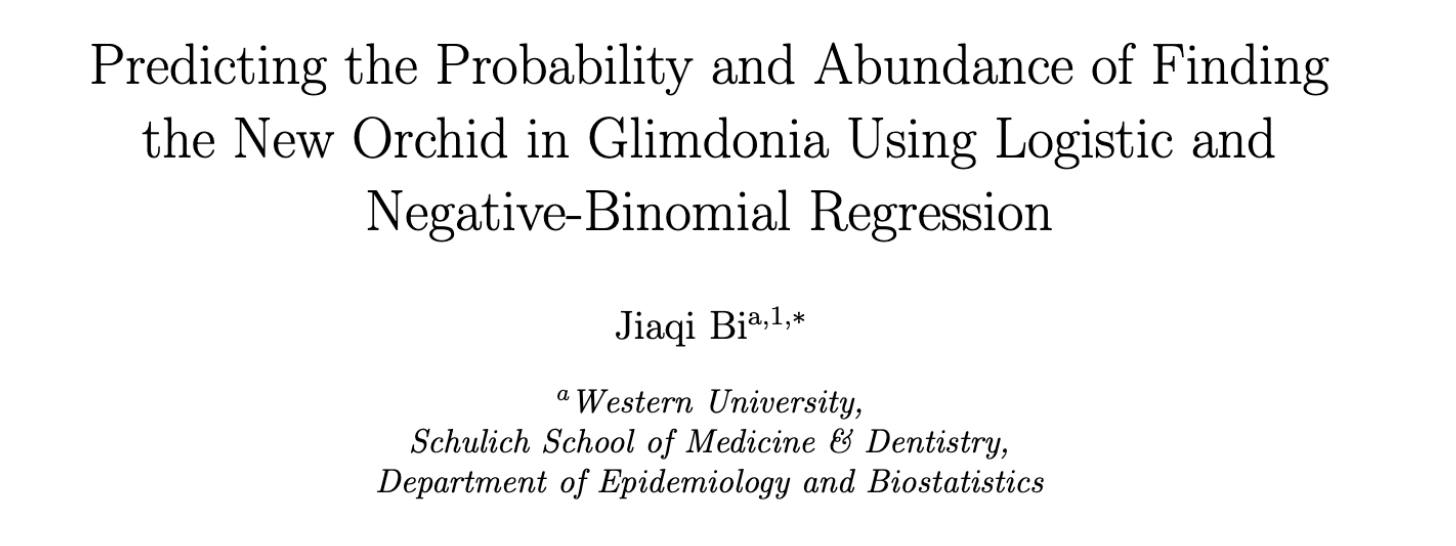 Predicting the Probability and Abundance of Finding
the New Orchid in Glimdonia Using Logistic and
Negative-Binomial Regression
Jiaqi Biᵃ,¹,*
ᵃ Western University,
Schulich School of Medicine & Dentistry,
Department of Epidemiology and Biostatistics